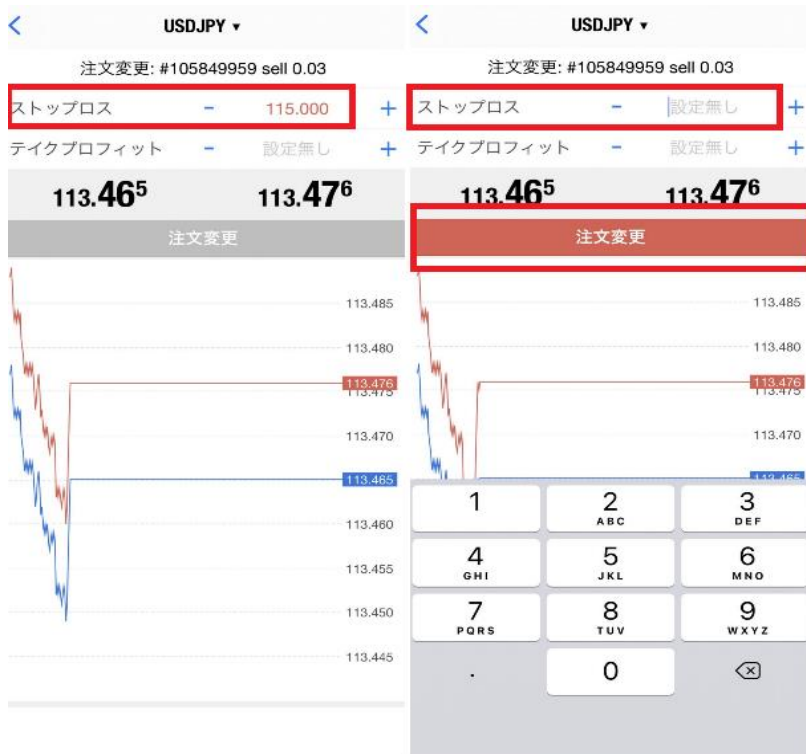 USDJPY ▼
注文変更: #105849959 sell 0.03
ストップロス - 115.000 +
テイクプロフィット - 設定無し +
113.465 113.476
注文変更
113.485
113.480
113.476
113.475
113.470
113.465
113.460
113.455
113.450
113.445
USDJPY ▼
注文変更: #105849959 sell 0.03
ストップロス - 設定無し +
テイクプロフィット - 設定無し +
113.465 113.476
注文変更
113.485
113.480
113.476
113.475
113.470
113.465
1 2 3
ABC DEF
4 5 6
GHI JKL MNO
7 8 9
PQRS TUV WXYZ
. 0